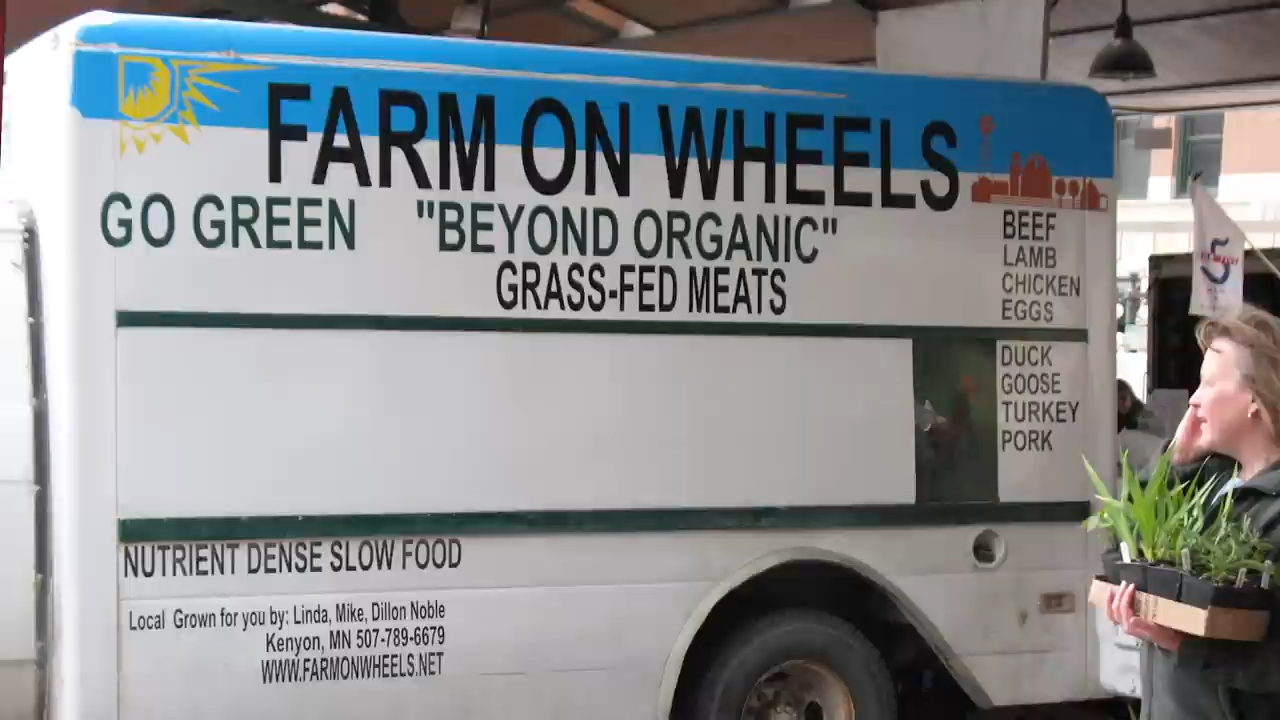 FARM ON WHEELS
GO GREEN "BEYOND ORGANIC"
GRASS-FED MEATS
BEEF
LAMB
CHICKEN
EGGS
DUCK
GOOSE
TURKEY
PORK
NUTRIENT DENSE SLOW FOOD
Local Grown for you by: Linda, Mike, Dillon Noble
Kenyon, MN 507-789-6679
WWW.FARMONWHEELS.NET
5